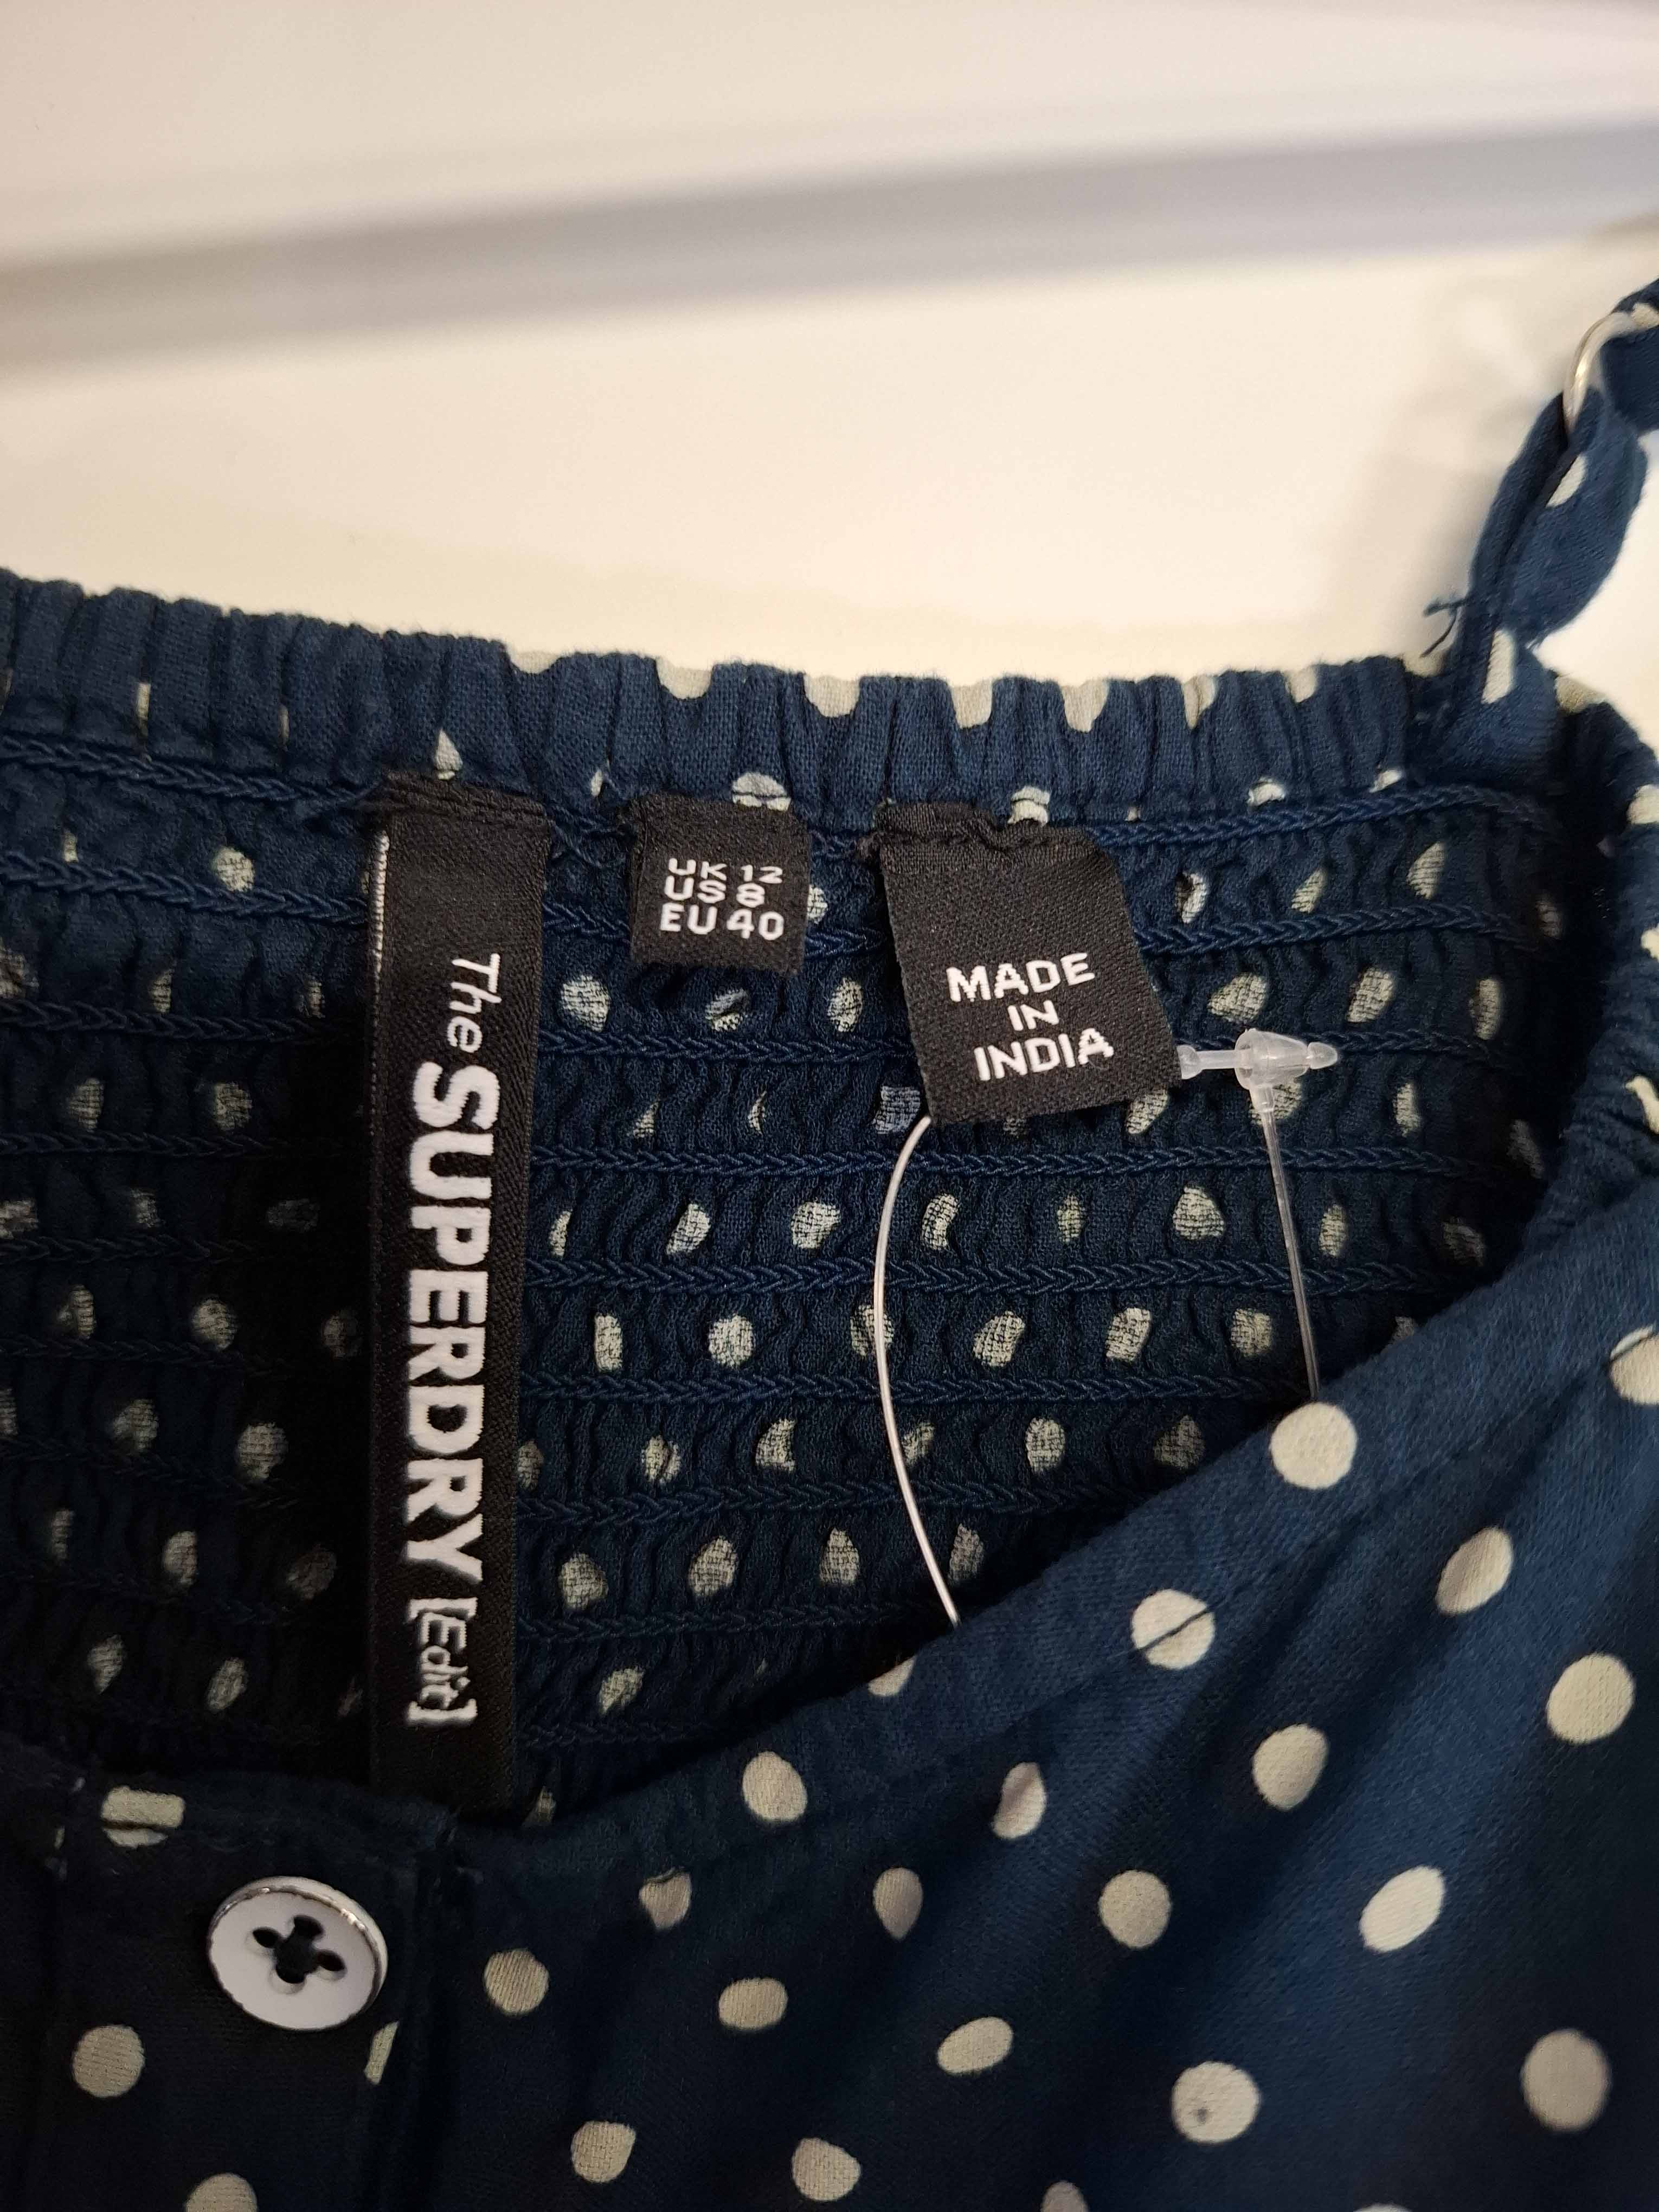 The SUPERDRY [Edit]
UK 12
US 8
EU 40
MADE
IN
INDIA